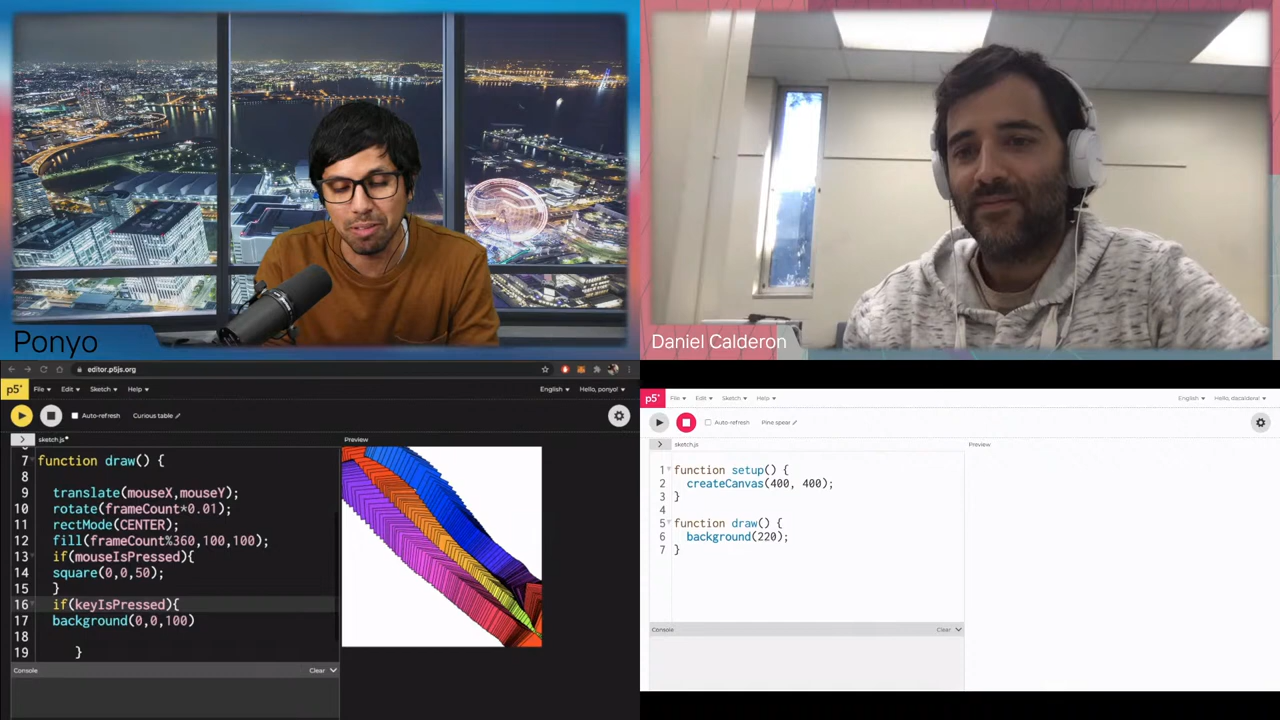 Ponyo
Daniel Calderon
editor.p5js.org
p5* File Edit Sketch Help English Hello, ponyo!
Auto-refresh Curious table
sketch.js
Preview
7 function draw() {
8
9 translate(mouseX,mouseY);
10 rotate(frameCount*0.01);
11 rectMode(CENTER);
12 fill(frameCount%360,100,100);
13 if(mouseIsPressed){
14 square(0,0,50);
15 }
16 if(keyIsPressed){
17 background(0,0,100)
18
19 }
Console Clear
p5* File Edit Sketch Help English Hello, dacaldera!
Auto-refresh Pine spear
sketch.js
Preview
1 function setup() {
2 createCanvas(400, 400);
3 }
4
5 function draw() {
6 background(220);
7 }
Console Clear